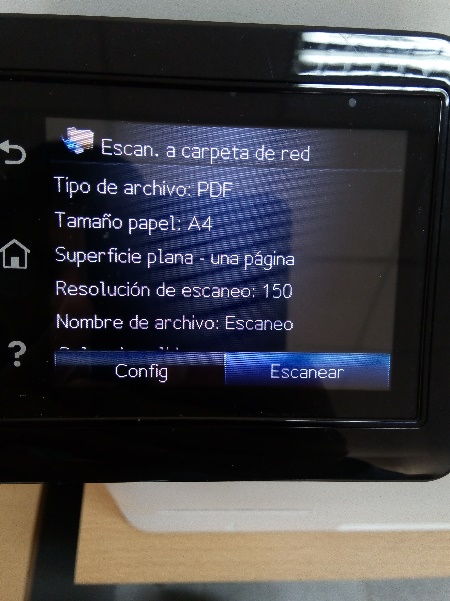 Escan. a carpeta de red
Tipo de archivo: PDF
Tamaño papel: A4
Superficie plana - una página
Resolución de escaneo: 150
Nombre de archivo: Escaneo
Config
Escanear
?